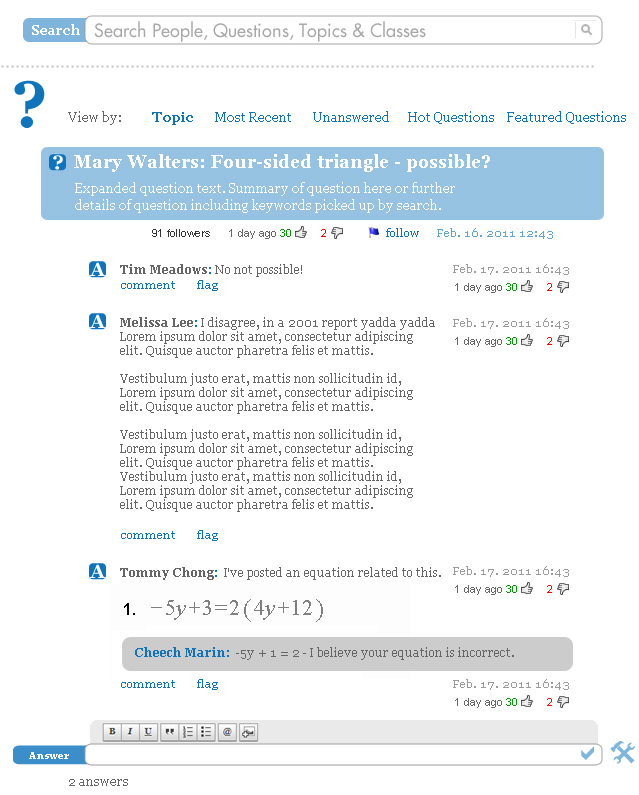 Search Search People, Questions, Topics & Classes
?
View by: Topic Most Recent Unanswered Hot Questions Featured Questions
? Mary Walters: Four-sided triangle - possible?
Expanded question text. Summary of question here or further
details of question including keywords picked up by search.
91 followers 1 day ago 30 2 follow Feb. 16. 2011 12:43
A Tim Meadows: No not possible! Feb. 17. 2011 16:43
comment flag 1 day ago 30 2
A Melissa Lee: I disagree, in a 2001 report yadda yadda Feb. 17. 2011 16:43
Lorem ipsum dolor sit amet, consectetur adipiscing 1 day ago 30 2
elit. Quisque auctor pharetra felis et mattis.
Vestibulum justo erat, mattis non sollicitudin id,
Lorem ipsum dolor sit amet, consectetur adipiscing
elit. Quisque auctor pharetra felis et mattis.
Vestibulum justo erat, mattis non sollicitudin id,
Lorem ipsum dolor sit amet, consectetur adipiscing
elit. Quisque auctor pharetra felis et mattis.
Vestibulum justo erat, mattis non sollicitudin id,
Lorem ipsum dolor sit amet, consectetur adipiscing
elit. Quisque auctor pharetra felis et mattis.
comment flag
A Tommy Chong: I've posted an equation related to this. Feb. 17. 2011 16:43
1 day ago 30 2
1. −5y+3=2(4y+12)
Cheech Marin: -5y + 1 = 2 - I believe your equation is incorrect.
comment flag Feb. 17. 2011 16:43
1 day ago 30 2
B I U @
Answer
2 answers